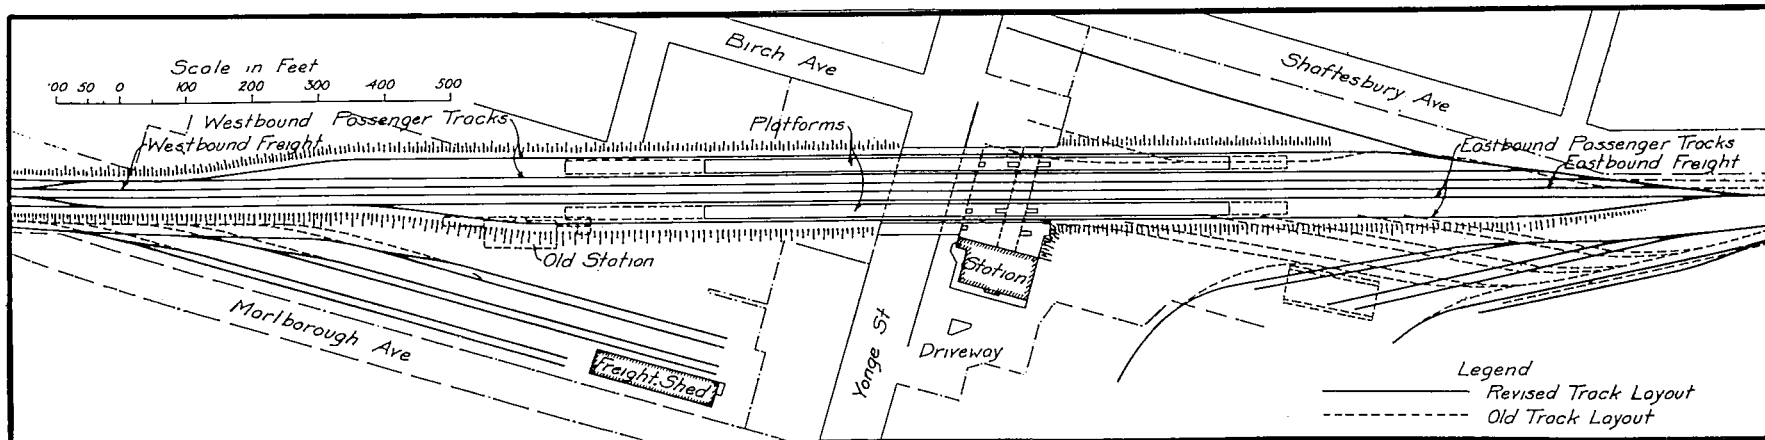 Scale in Feet
100 50 0 100 200 300 400 500
Birch Ave
Shaftesbury Ave
Westbound Passenger Tracks
Westbound Freight
Platforms
Eastbound Passenger Tracks
Eastbound Freight
Old Station
Station
Marlborough Ave
Freight Shed
Yonge St
Driveway
Legend
Revised Track Layout
Old Track Layout